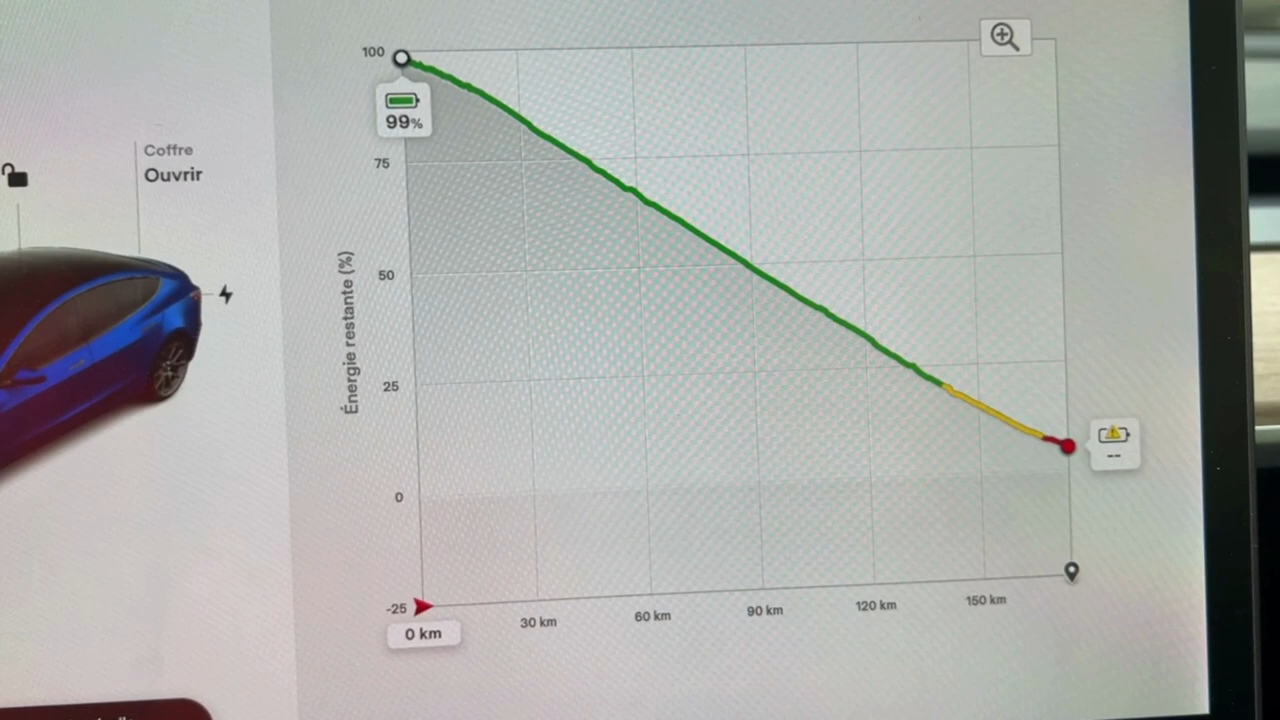 Coffre
Ouvrir
100
99%
75
50
25
0
-25
Énergie restante (%)
--
0 km
30 km
60 km
90 km
120 km
150 km